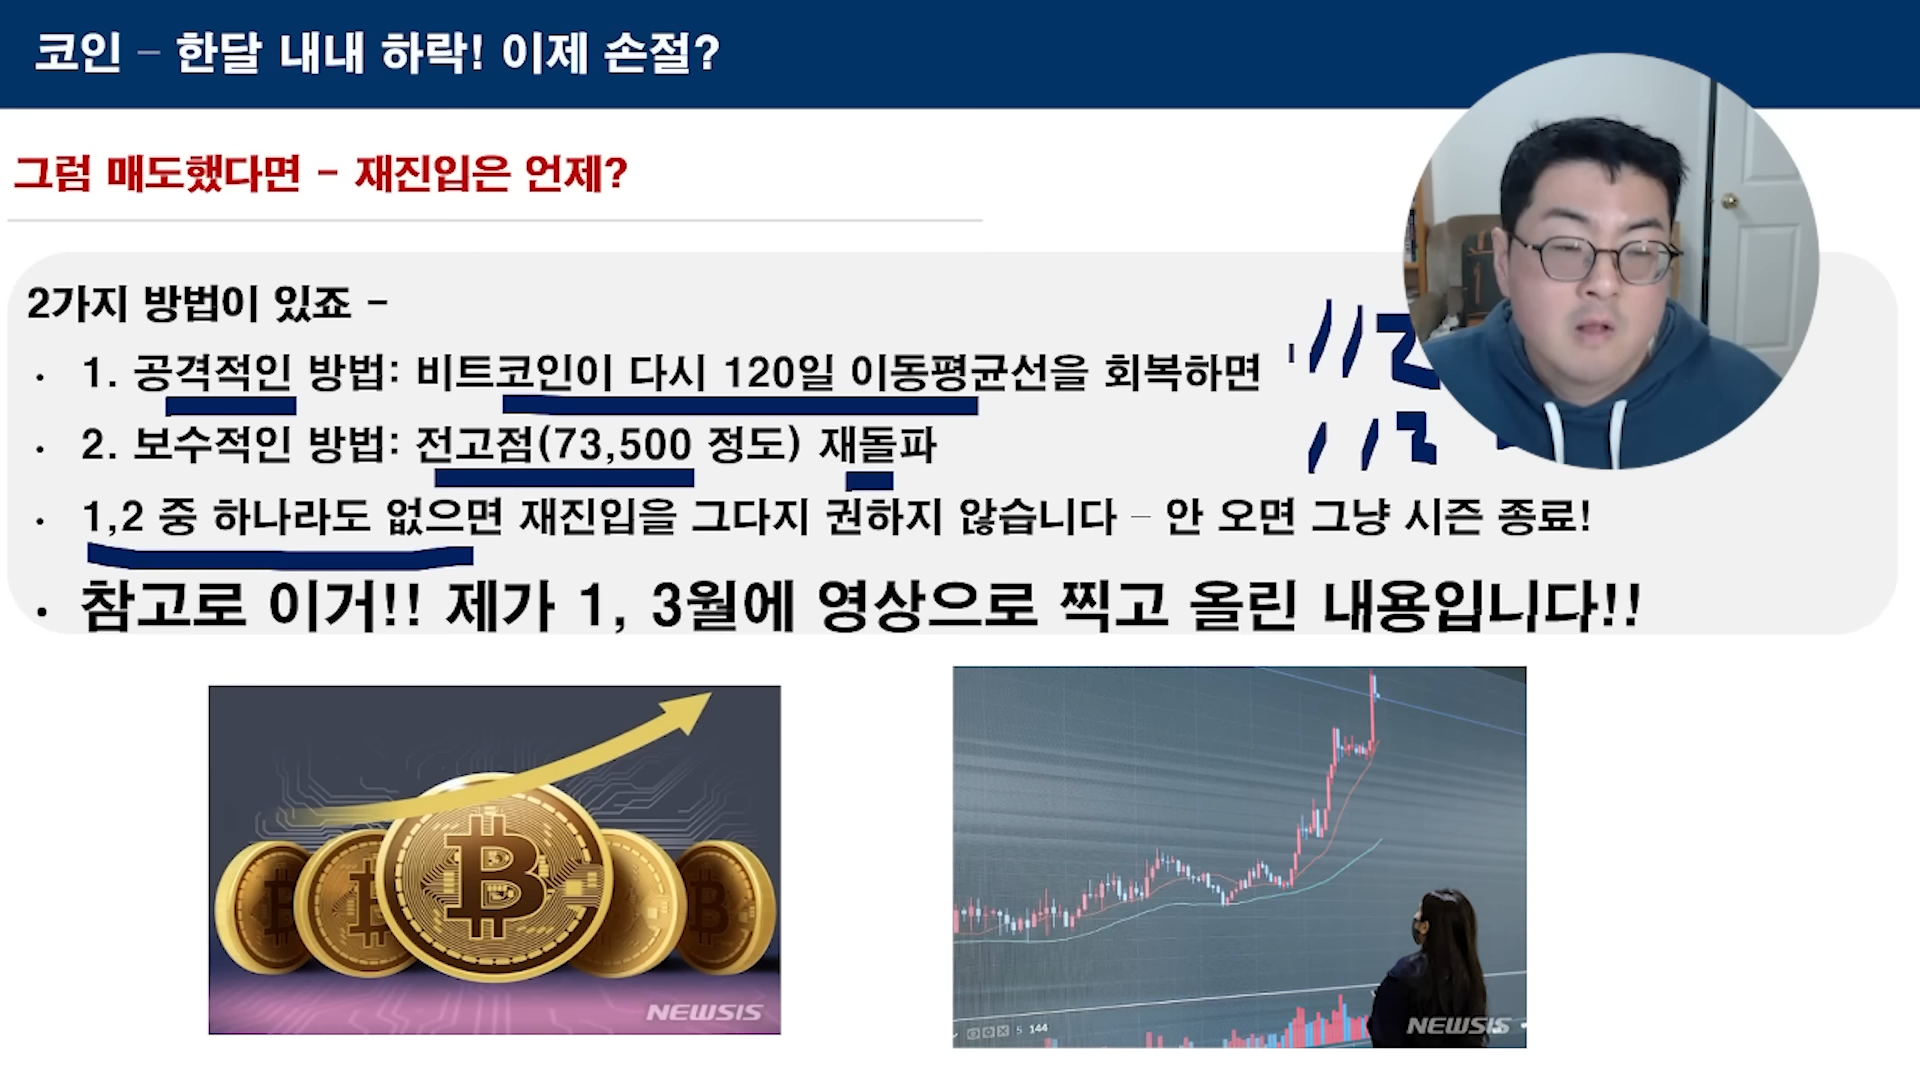 코인 – 한달 내내 하락! 이제 손절?
그럼 매도했다면 – 재진입은 언제?
2가지 방법이 있죠 –
· 1. 공격적인 방법: 비트코인이 다시 120일 이동평균선을 회복하면
· 2. 보수적인 방법: 전고점(73,500 정도) 재돌파
· 1,2 중 하나라도 없으면 재진입을 그다지 권하지 않습니다 – 안 오면 그냥 시즌 종료!
· 참고로 이거!! 제가 1, 3월에 영상으로 찍고 올린 내용입니다!!
NEWSIS
5 144
NEWSIS